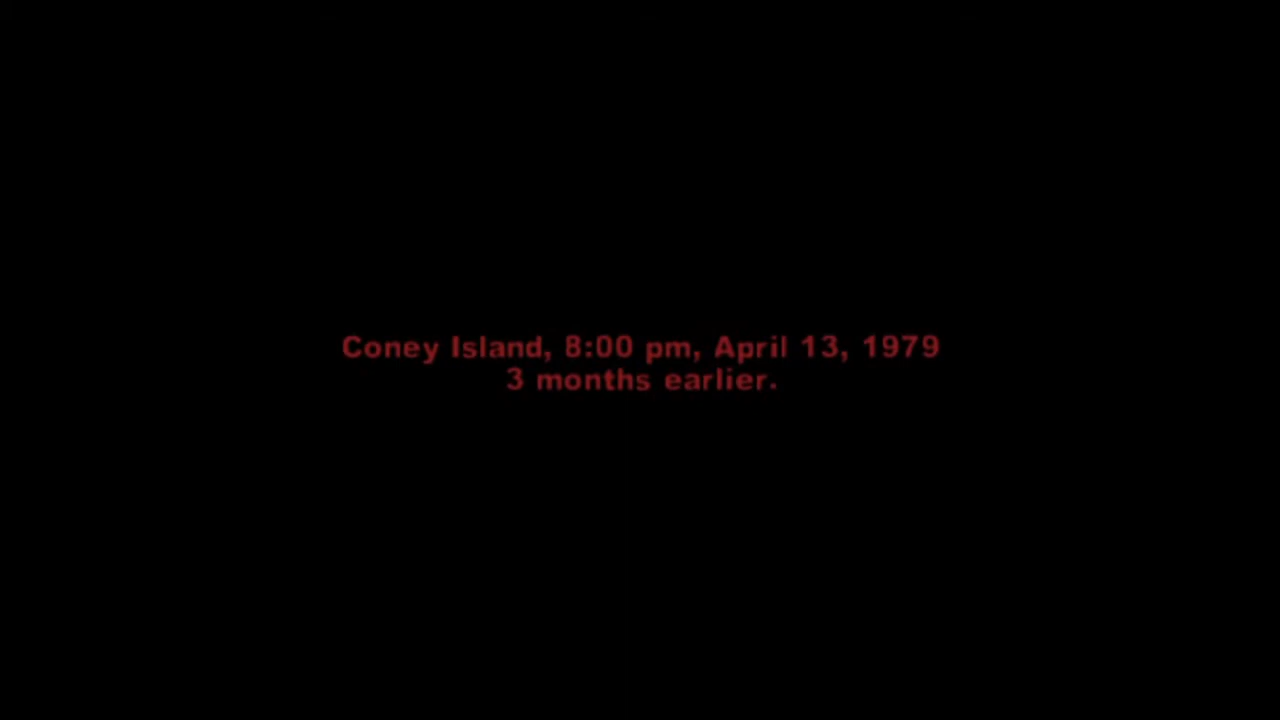 Coney Island, 8:00 pm, April 13, 1979
3 months earlier.